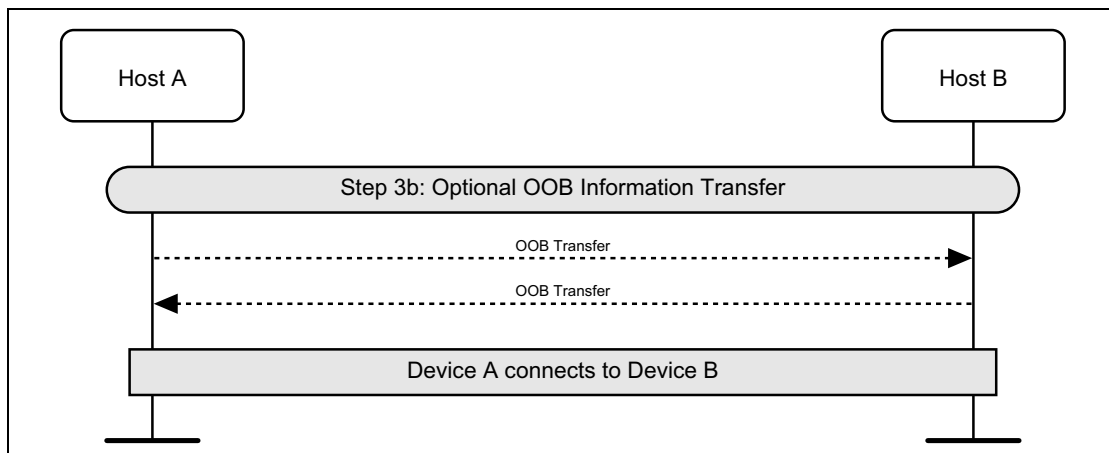 Host A
Host B
Step 3b: Optional OOB Information Transfer
OOB Transfer
OOB Transfer
Device A connects to Device B